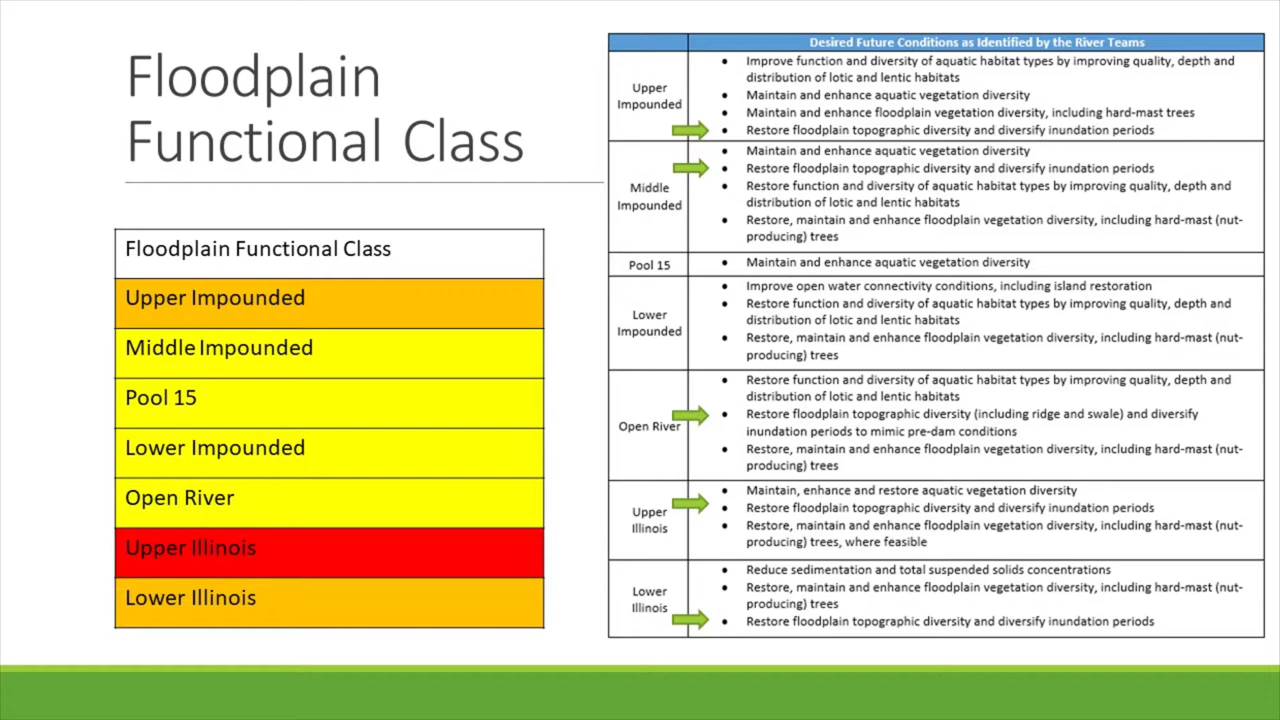 Floodplain
Functional Class
Floodplain Functional Class
Upper Impounded
Middle Impounded
Pool 15
Lower Impounded
Open River
Upper Illinois
Lower Illinois
Desired Future Conditions as Identified by the River Teams
Upper
Impounded
• Improve function and diversity of aquatic habitat types by improving quality, depth and
distribution of lotic and lentic habitats
• Maintain and enhance aquatic vegetation diversity
• Maintain and enhance floodplain vegetation diversity, including hard-mast trees
• Restore floodplain topographic diversity and diversify inundation periods
Middle
Impounded
• Maintain and enhance aquatic vegetation diversity
• Restore floodplain topographic diversity and diversify inundation periods
• Restore function and diversity of aquatic habitat types by improving quality, depth and
distribution of lotic and lentic habitats
• Restore, maintain and enhance floodplain vegetation diversity, including hard-mast (nut-
producing) trees
Pool 15
• Maintain and enhance aquatic vegetation diversity
Lower
Impounded
• Improve open water connectivity conditions, including island restoration
• Restore function and diversity of aquatic habitat types by improving quality, depth and
distribution of lotic and lentic habitats
• Restore, maintain and enhance floodplain vegetation diversity, including hard-mast (nut-
producing) trees
Open River
• Restore function and diversity of aquatic habitat types by improving quality, depth and
distribution of lotic and lentic habitats
• Restore floodplain topographic diversity (including ridge and swale) and diversify
inundation periods to mimic pre-dam conditions
• Restore, maintain and enhance floodplain vegetation diversity, including hard-mast (nut-
producing) trees
Upper
Illinois
• Maintain, enhance and restore aquatic vegetation diversity
• Restore floodplain topographic diversity and diversify inundation periods
• Restore, maintain and enhance floodplain vegetation diversity, including hard-mast (nut-
producing) trees, where feasible
Lower
Illinois
• Reduce sedimentation and total suspended solids concentrations
• Restore, maintain and enhance floodplain vegetation diversity, including hard-mast (nut-
producing) trees
• Restore floodplain topographic diversity and diversify inundation periods